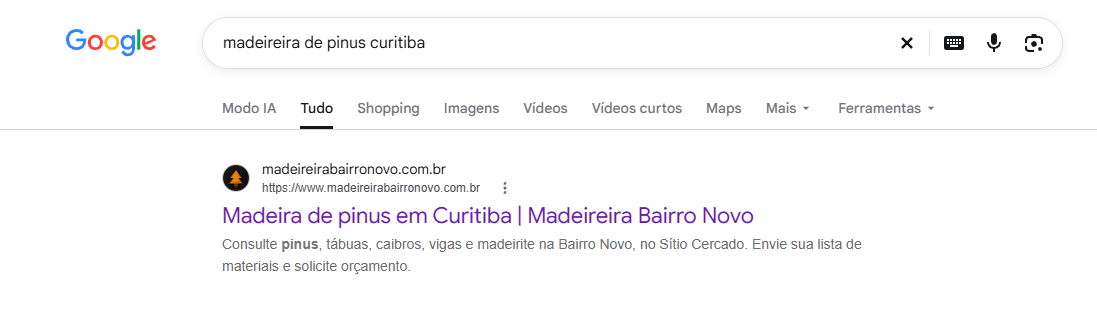 Google
madeireira de pinus curitiba
Modo IA Tudo Shopping Imagens Vídeos Vídeos curtos Maps Mais Ferramentas
madeireirabairronovo.com.br
https://www.madeireirabairronovo.com.br
Madeira de pinus em Curitiba | Madeireira Bairro Novo
Consulte pinus, tábuas, caibros, vigas e madeirite na Bairro Novo, no Sítio Cercado. Envie sua lista de
materiais e solicite orçamento.